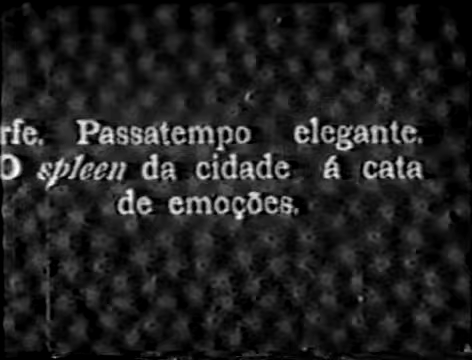 rfe. Passatempo elegante.
O spleen da cidade á cata
de emoções.